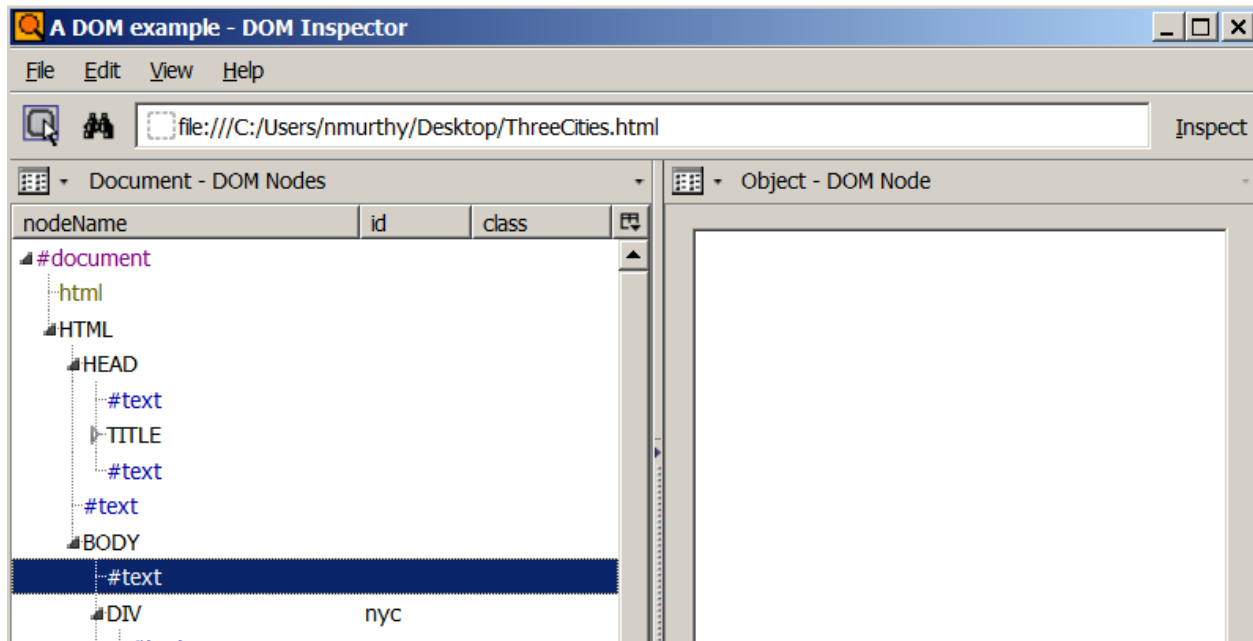 A DOM example - DOM Inspector
File Edit View Help
file:///C:/Users/nmurthy/Desktop/ThreeCities.html Inspect
Document - DOM Nodes Object - DOM Node
nodeName id class
#document
html
HTML
HEAD
#text
TITLE
#text
#text
BODY
#text
DIV nyc